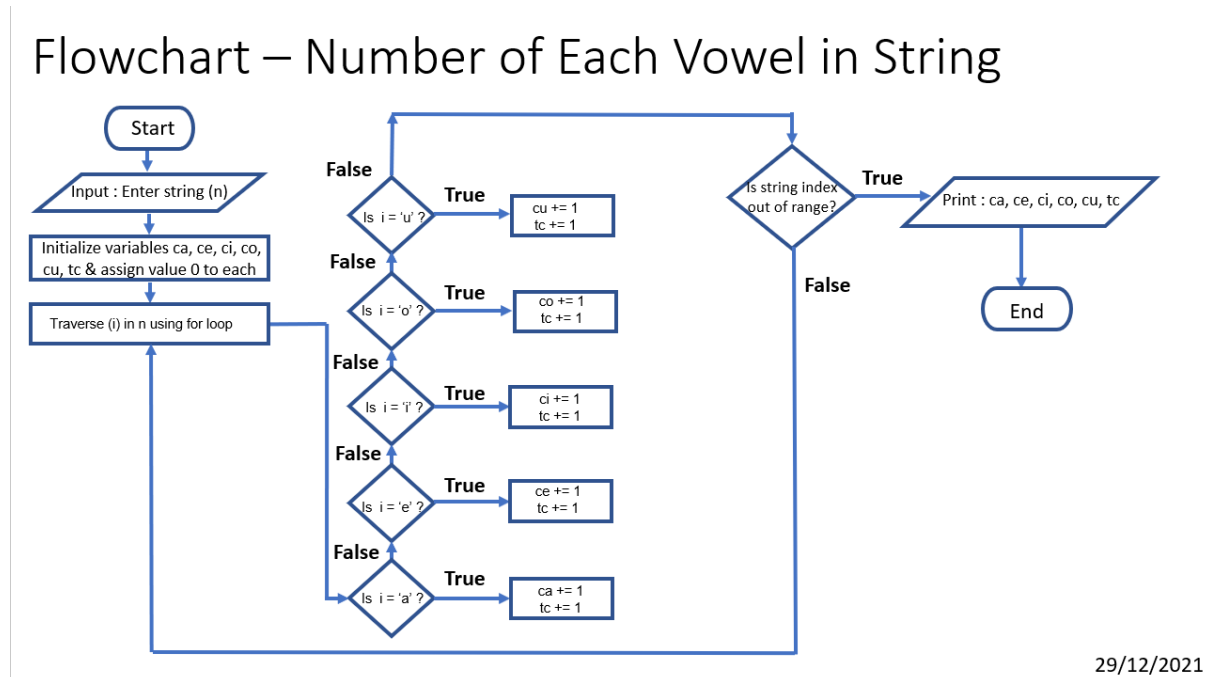 Flowchart – Number of Each Vowel in String
Start
Input : Enter string (n)
Initialize variables ca, ce, ci, co,
cu, tc & assign value 0 to each
Traverse (i) in n using for loop
False
Is i = 'u' ?
True
cu += 1
tc += 1
False
Is i = 'o' ?
True
co += 1
tc += 1
False
Is i = 'i' ?
True
ci += 1
tc += 1
False
Is i = 'e' ?
True
ce += 1
tc += 1
False
Is i = 'a' ?
True
ca += 1
tc += 1
Is string index
out of range?
True
False
Print : ca, ce, ci, co, cu, tc
End
29/12/2021